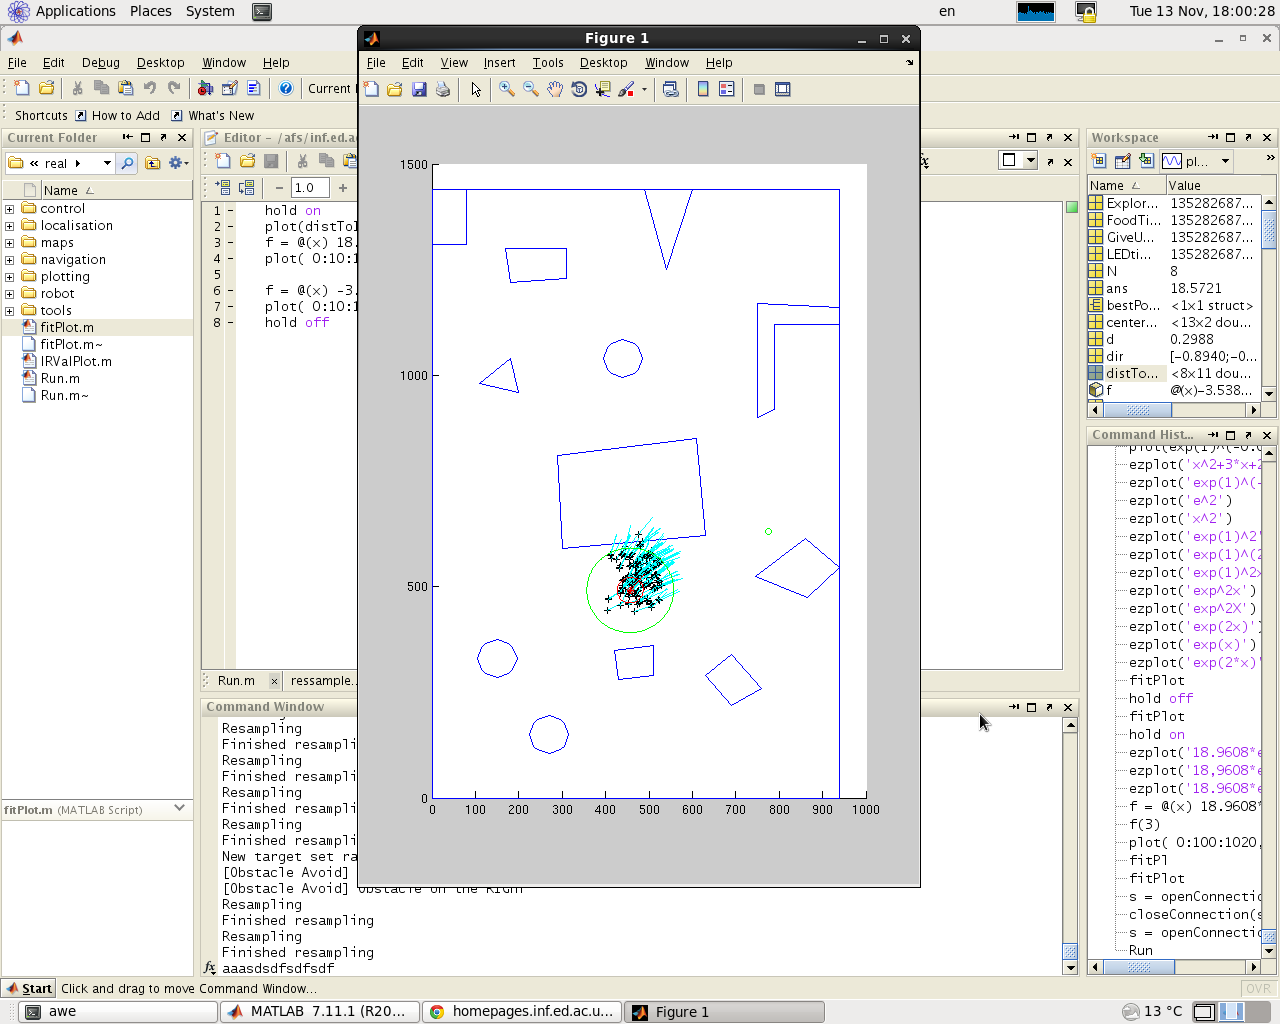 Applications Places System en Tue 13 Nov, 18:00:28
Figure 1
File Edit Debug Desktop Window Help
File Edit View Insert Tools Desktop Window Help
Shortcuts How to Add What's New
Current Folder
Editor - /afs/inf.ed.ac
Workspace
« real
1.0
pl...
Name
Name Value
control
localisation
maps
navigation
plotting
robot
tools
fitPlot.m
fitPlot.m~
IRValPlot.m
Run.m
Run.m~
1 - hold on
2 - plot(distTo
3 - f = @(x) 18.
4 - plot( 0:10:1
5
6 - f = @(x) -3.
7 - plot( 0:10:1
8 - hold off
1500
1000
500
0
100 200 300 400 500 600 700 800 900 1000
Explor... 135282687...
FoodTi... 135282687...
GiveU... 135282687...
LEDti... 135282687...
N 8
ans 18.5721
bestPo... <1x1 struct>
center... <13x2 dou...
d 0.2988
dir [-0.8940;-0...
distTo... <8x11 dou...
f @(x)-3.538...
Command Hist...
ezplot('x^2+3*x+2
ezplot('exp(1)^(-
ezplot('e^2')
ezplot('x^2')
ezplot('exp(1)^2'
ezplot('exp(1)^(2
ezplot('exp(1)^2x
ezplot('exp^2x')
ezplot('exp^2X')
ezplot('exp(2x)')
ezplot('exp(x)')
ezplot('exp(2*x)'
fitPlot
hold off
fitPlot
hold on
ezplot('18.9608*e
ezplot('18,9608*e
ezplot('18.9608*e
f = @(x) 18.9608*
f(3)
plot( 0:100:1020,
fitPl
fitPlot
s = openConnectio
closeConnection(s
s = openConnectio
Run
Run.m × ressample.
Command Window
Resampling
Finished resampli
Resampling
Finished resampli
Resampling
Finished resampli
Resampling
Finished resampli
New target set ra
[Obstacle Avoid]
[Obstacle Avoid] Obstacle on the Right
Resampling
Finished resampling
Resampling
Finished resampling
fx aaasdsdfsdfsdf
fitPlot.m (MATLAB Script)
Start Click and drag to move Command Window... OVR
awe MATLAB 7.11.1 (R20... homepages.inf.ed.ac.u... Figure 1 13 °C